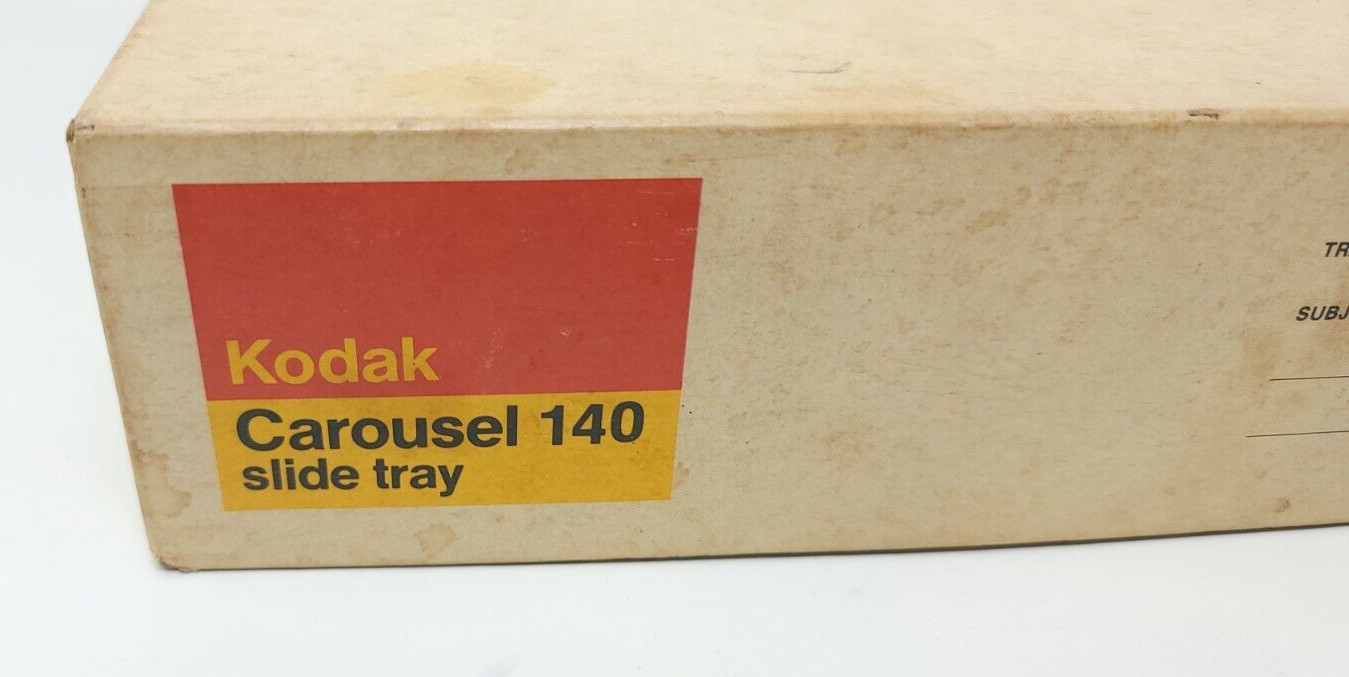 Kodak
Carousel 140
slide tray